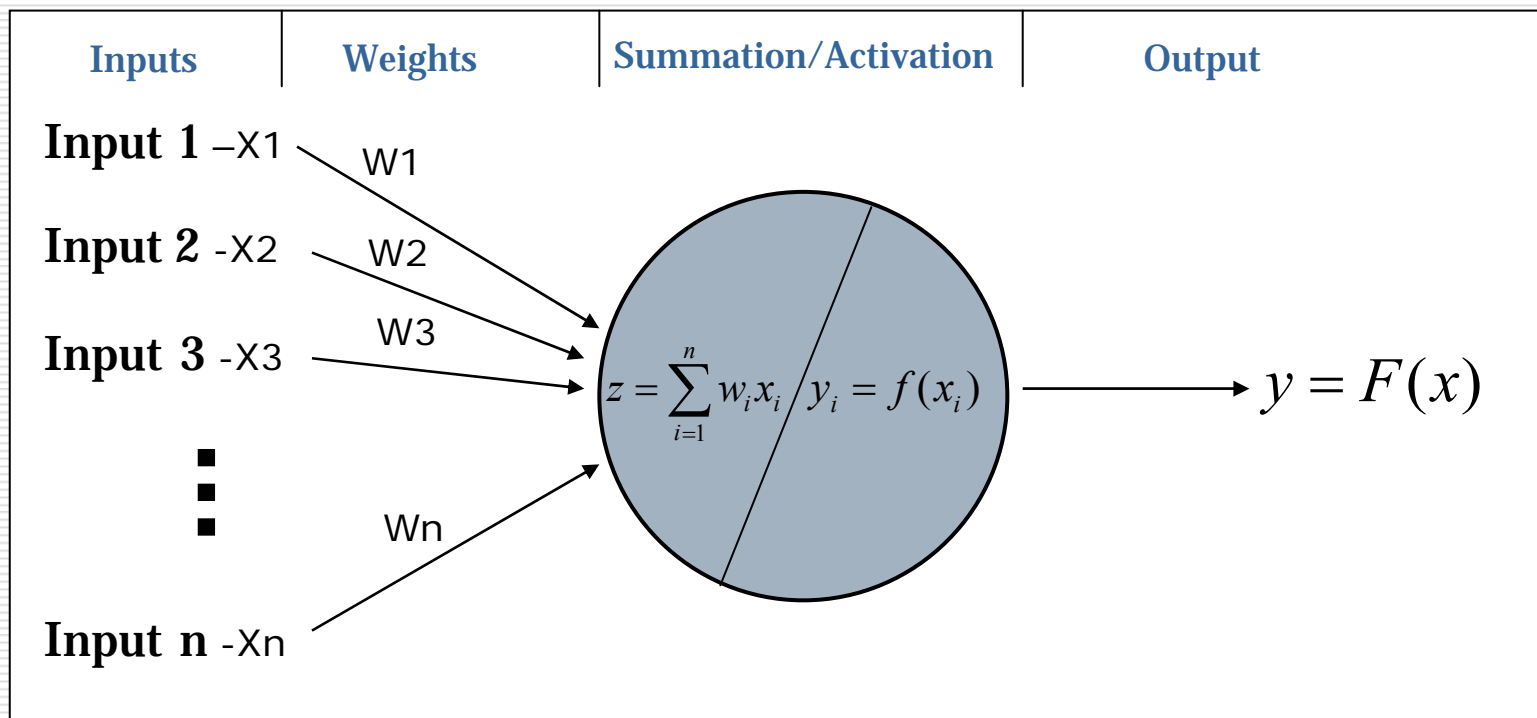 Inputs Weights Summation/Activation Output
Input 1 –X1
W1
Input 2 -X2
W2
Input 3 -X3
W3
z = \sum_{i=1}^{n} w_i x_i / y_i = f(x_i)
y = F(x)
Wn
Input n -Xn